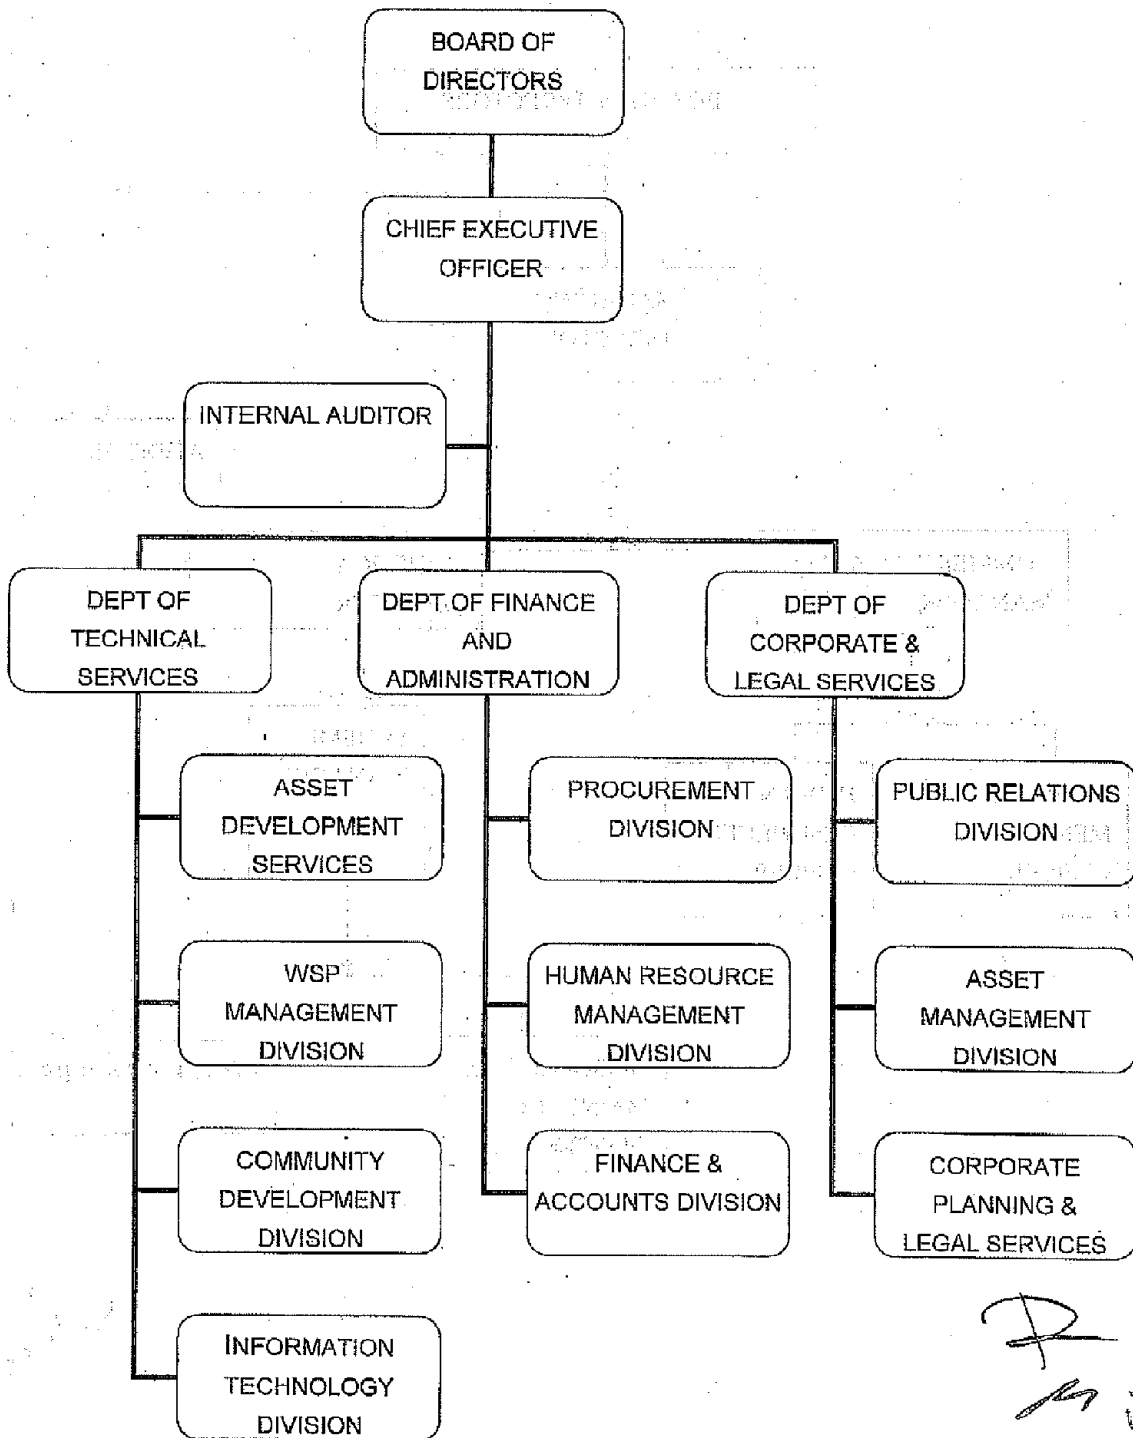 BOARD OF
DIRECTORS
CHIEF EXECUTIVE
OFFICER
INTERNAL AUDITOR
DEPT OF
TECHNICAL
SERVICES
DEPT OF FINANCE
AND
ADMINISTRATION
DEPT OF
CORPORATE &
LEGAL SERVICES
ASSET
DEVELOPMENT
SERVICES
PROCUREMENT
DIVISION
PUBLIC RELATIONS
DIVISION
WSP
MANAGEMENT
DIVISION
HUMAN RESOURCE
MANAGEMENT
DIVISION
ASSET
MANAGEMENT
DIVISION
COMMUNITY
DEVELOPMENT
DIVISION
FINANCE &
ACCOUNTS DIVISION
CORPORATE
PLANNING &
LEGAL SERVICES
INFORMATION
TECHNOLOGY
DIVISION